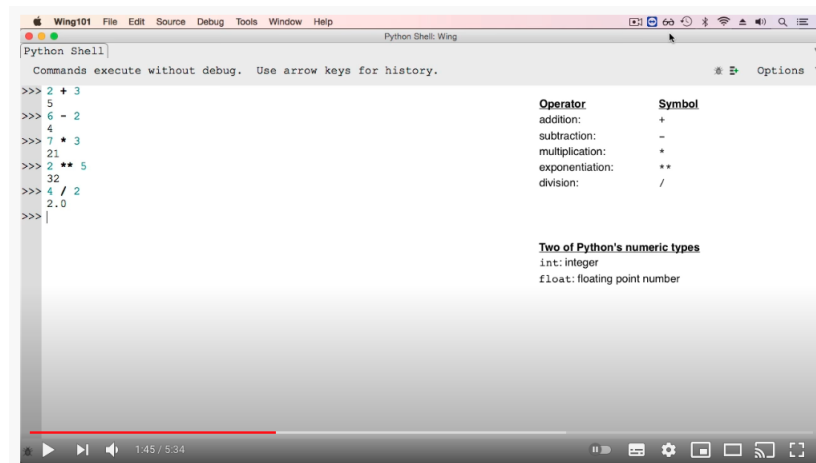 Wing101 File Edit Source Debug Tools Window Help
Python Shell: Wing
Python Shell
Commands execute without debug. Use arrow keys for history.
Options
>>> 2 + 3
5
>>> 6 - 2
4
>>> 7 * 3
21
>>> 2 ** 5
32
>>> 4 / 2
2.0
>>>
Operator Symbol
addition: +
subtraction: -
multiplication: *
exponentiation: **
division: /
Two of Python's numeric types
int: integer
float: floating point number
1:45 / 5:34